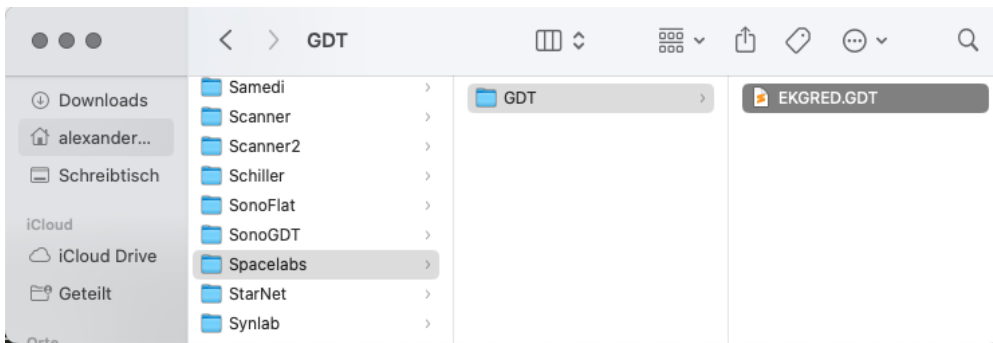 GDT
Downloads
alexander...
Schreibtisch
iCloud
iCloud Drive
Geteilt
Orte
Samedi
Scanner
Scanner2
Schiller
SonoFlat
SonoGDT
Spacelabs
StarNet
Synlab
GDT
EKGRED.GDT